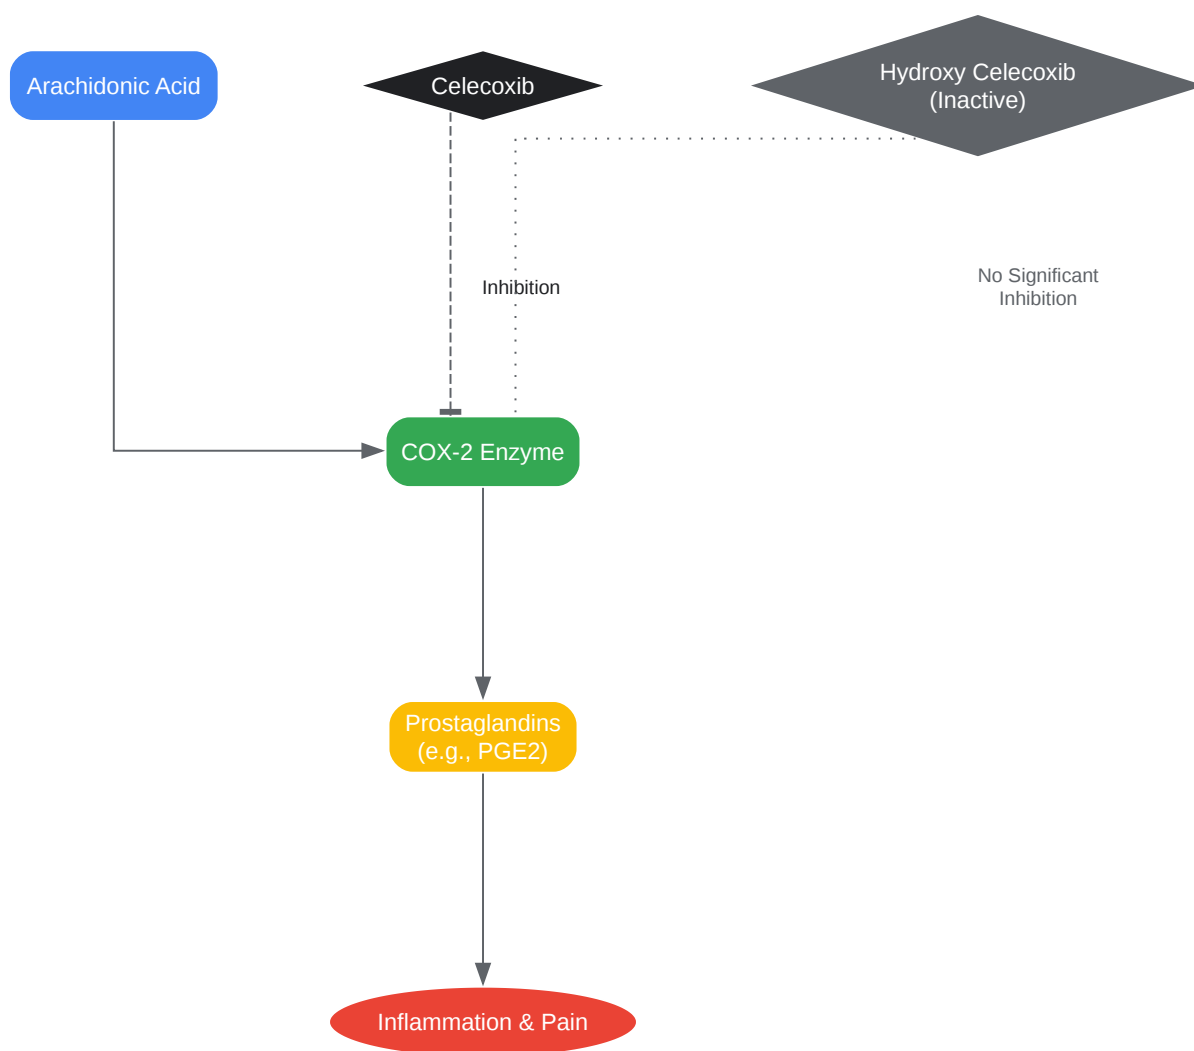 Arachidonic Acid
Celecoxib
Hydroxy Celecoxib
(Inactive)
Inhibition
No Significant
Inhibition
COX-2 Enzyme
Prostaglandins
(e.g., PGE2)
Inflammation & Pain